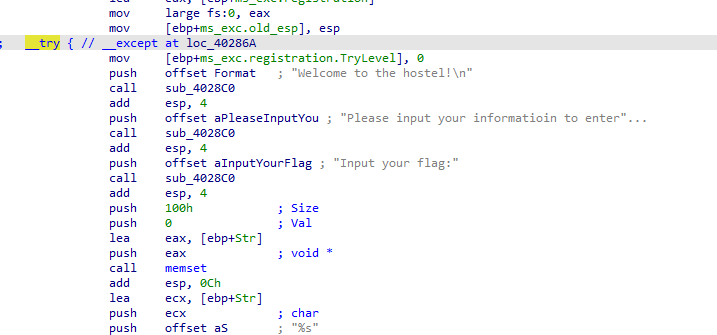 lea eax, [ebp+ms_exc.registration]
mov large fs:0, eax
mov [ebp+ms_exc.old_esp], esp
; __try { // __except at loc_40286A
mov [ebp+ms_exc.registration.TryLevel], 0
push offset Format ; "Welcome to the hostel!\n"
call sub_4028C0
add esp, 4
push offset aPleaseInputYou ; "Please input your informatioin to enter"...
call sub_4028C0
add esp, 4
push offset aInputYourFlag ; "Input your flag:"
call sub_4028C0
add esp, 4
push 100h ; Size
push 0 ; Val
lea eax, [ebp+Str]
push eax ; void *
call memset
add esp, 0Ch
lea ecx, [ebp+Str]
push ecx ; char
push offset aS ; "%s"